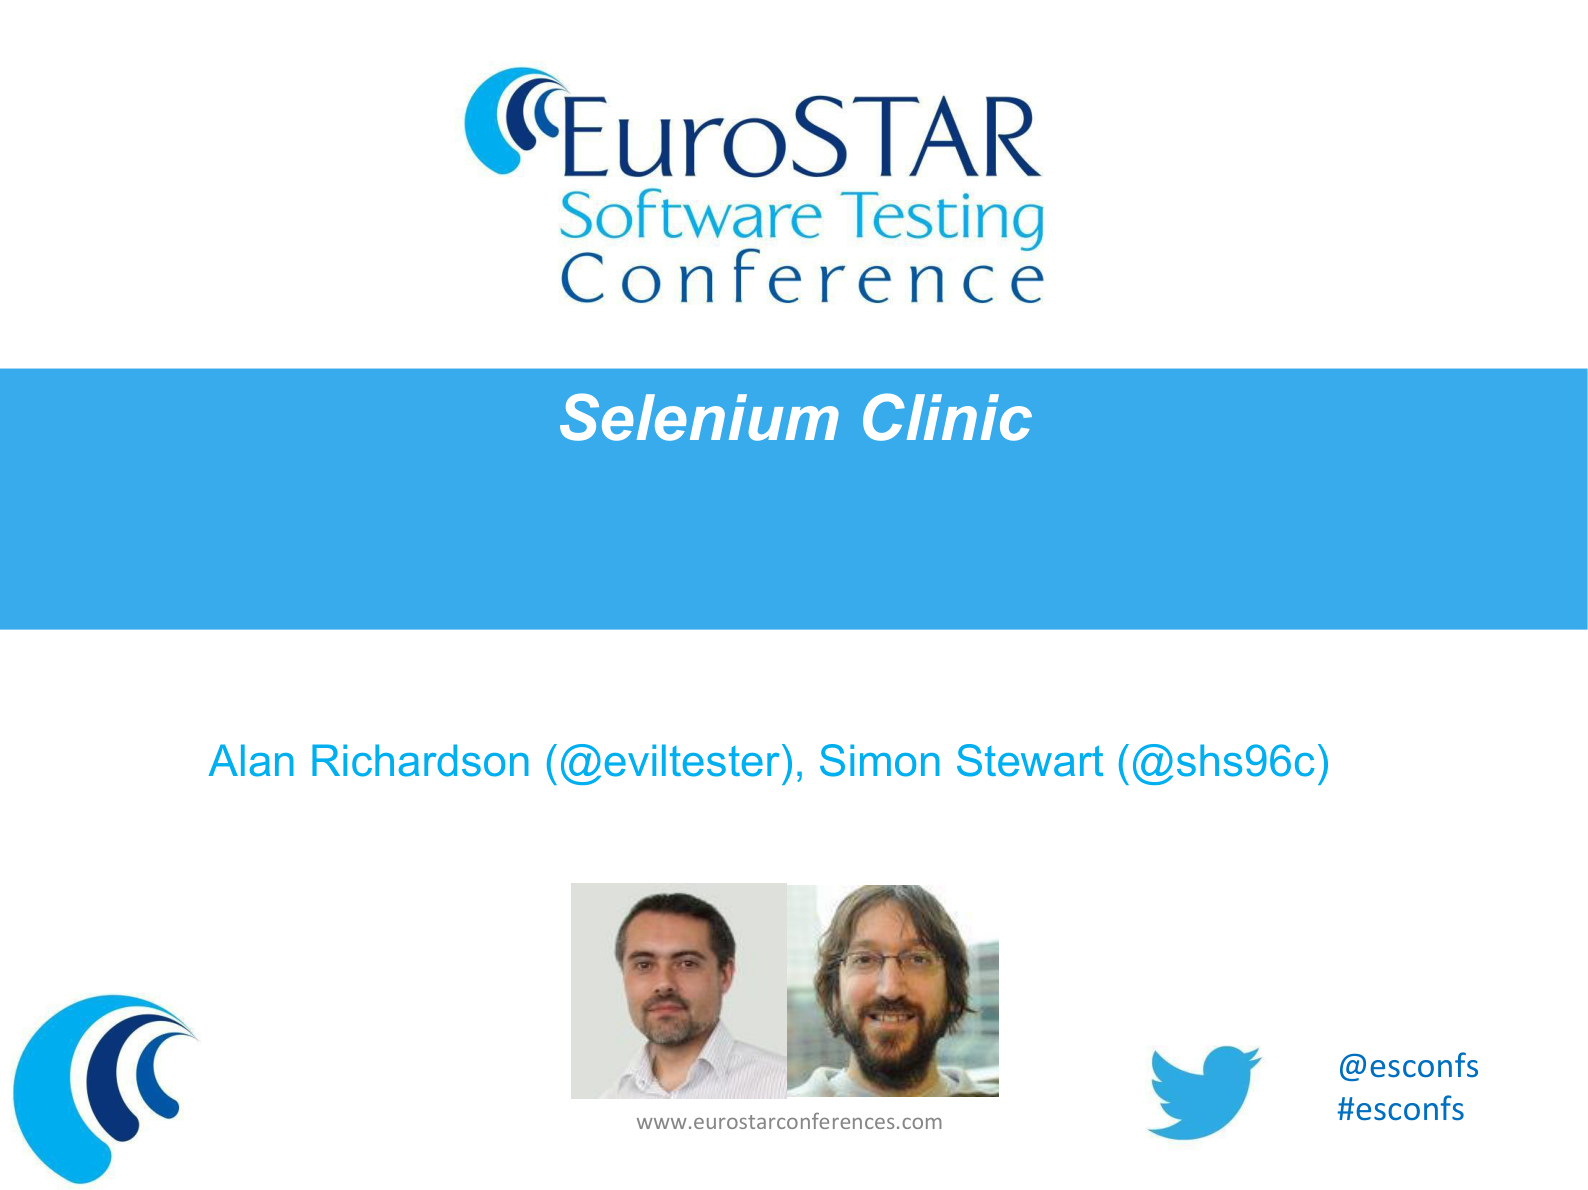 EuroSTAR
Software Testing
Conference
Selenium Clinic
Alan Richardson (@eviltester), Simon Stewart (@shs96c)
www.eurostarconferences.com
@esconfs
#esconfs